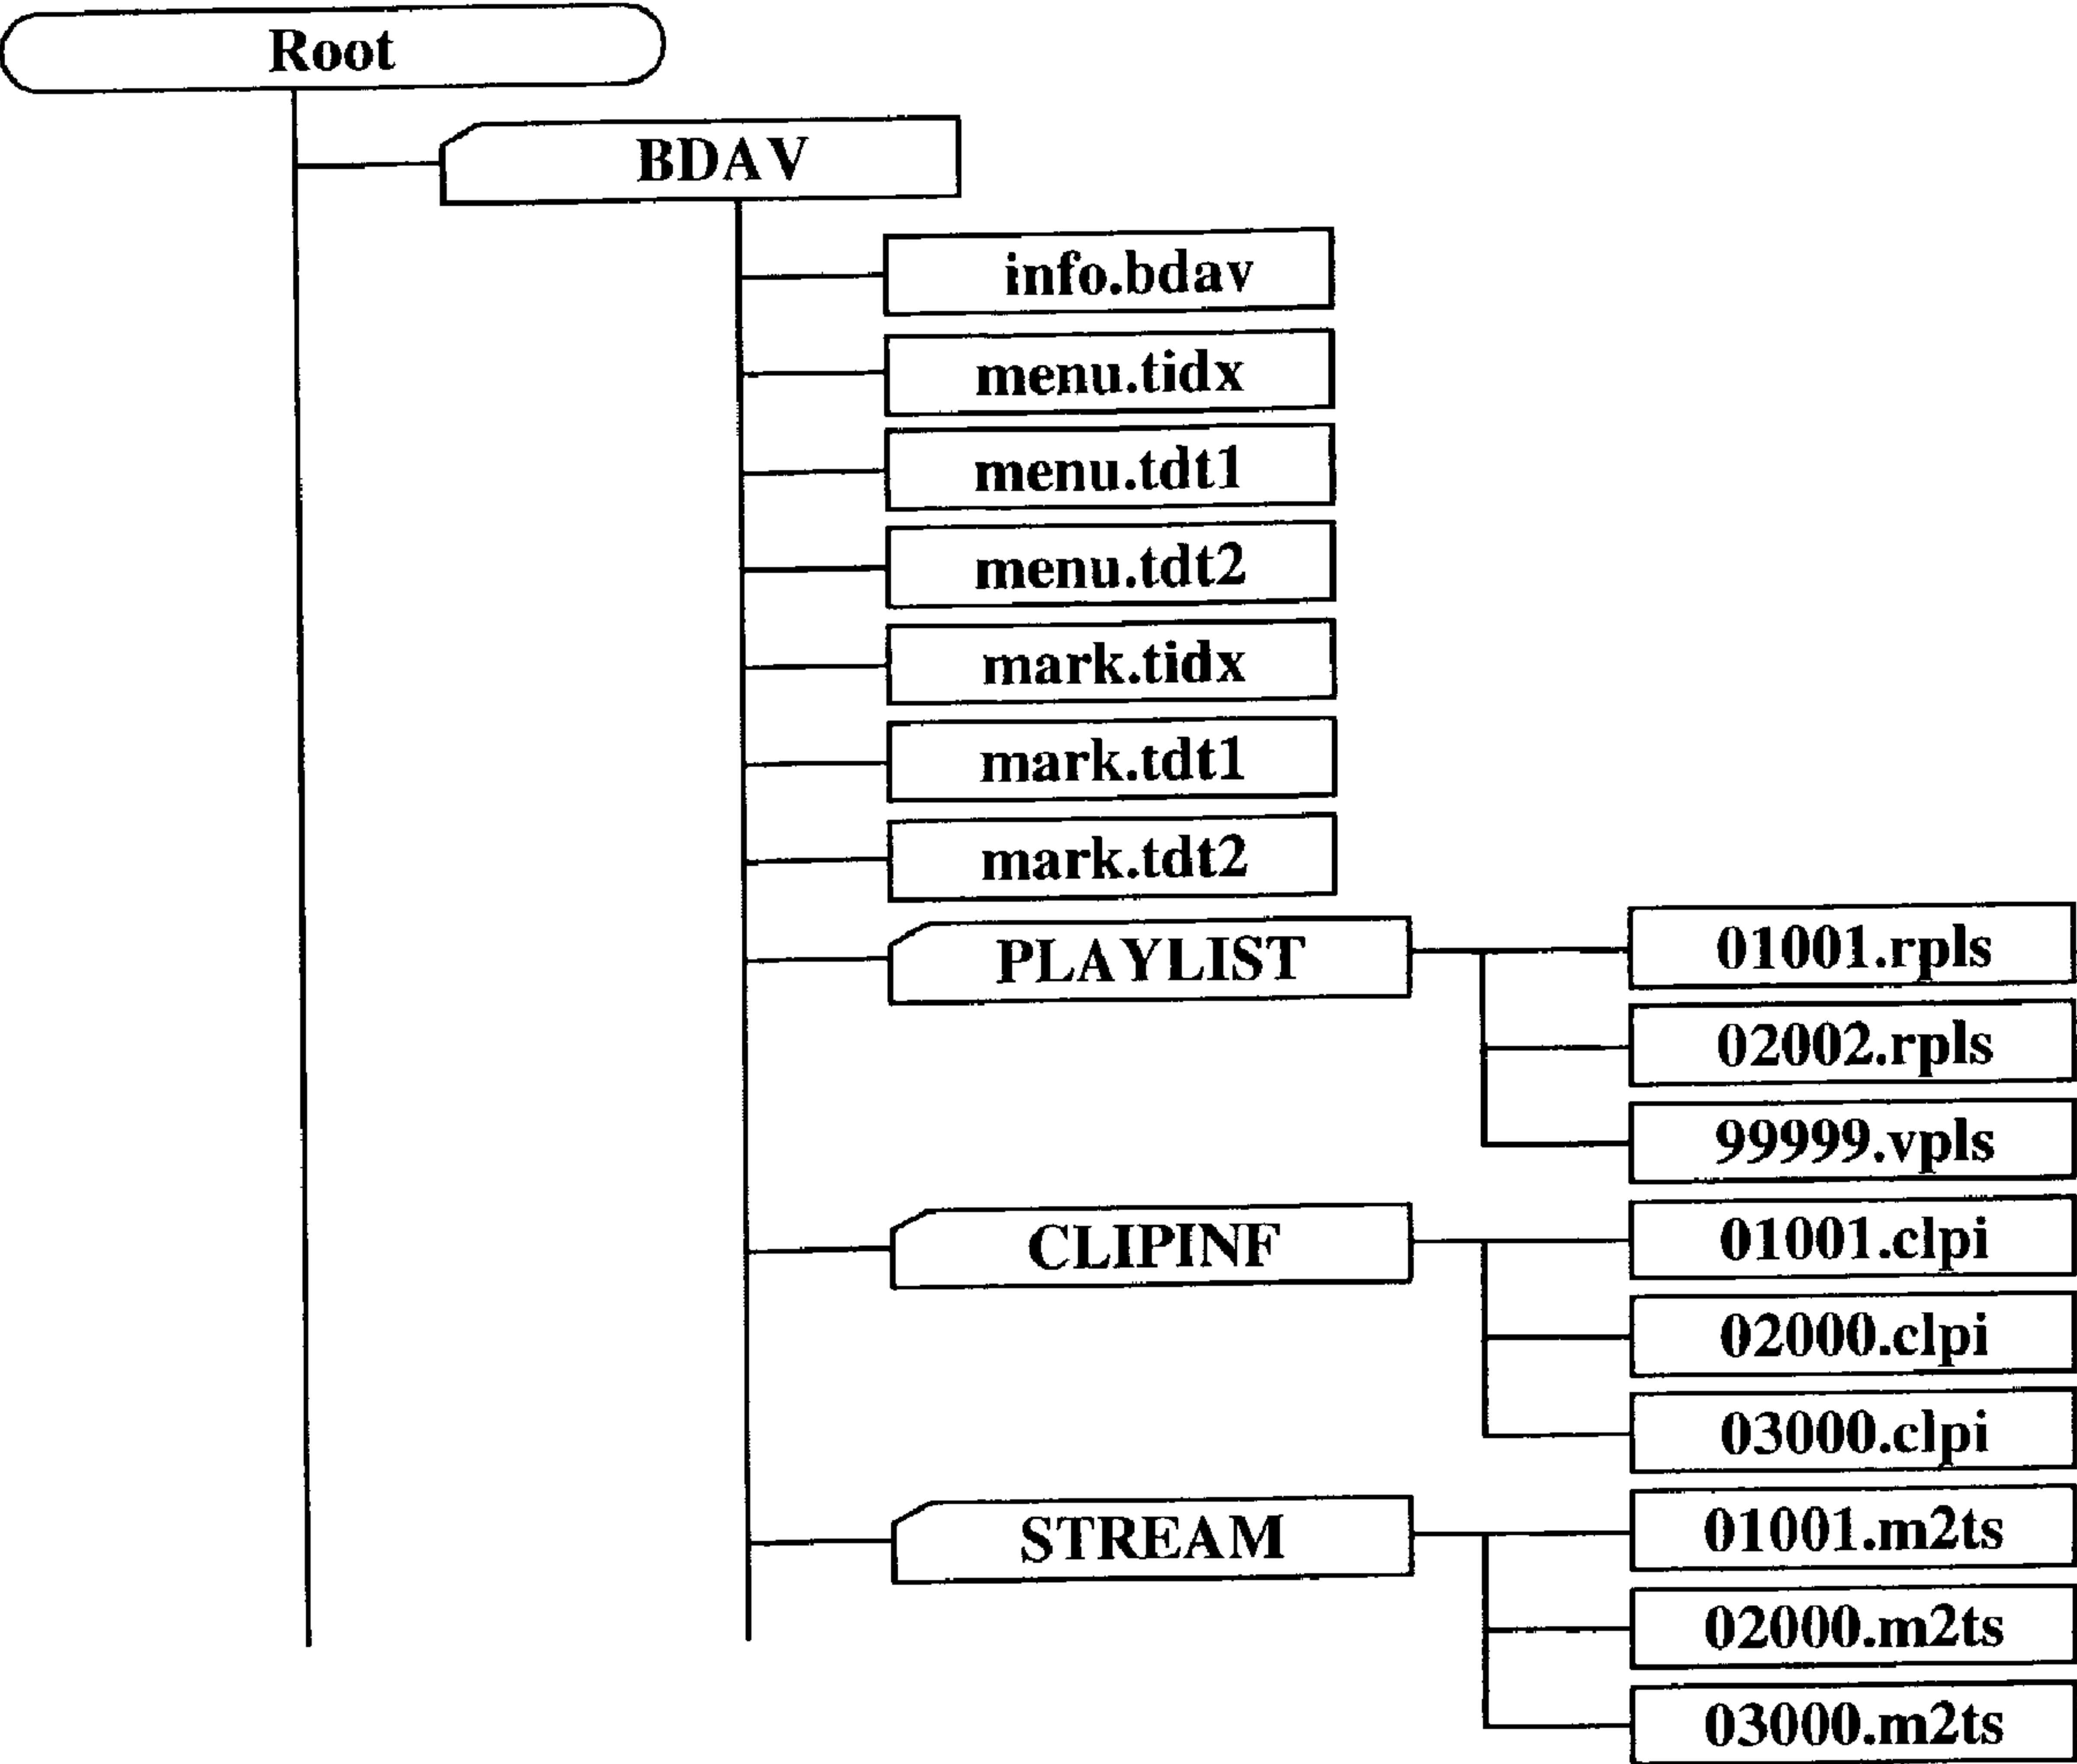 Root
BDAV
info.bdav
menu.tidx
menu.tdt1
menu.tdt2
mark.tidx
mark.tdt1
mark.tdt2
PLAYLIST
01001.rpls
02002.rpls
99999.vpls
CLIPINF
01001.clpi
02000.clpi
03000.clpi
STREAM
01001.m2ts
02000.m2ts
03000.m2ts